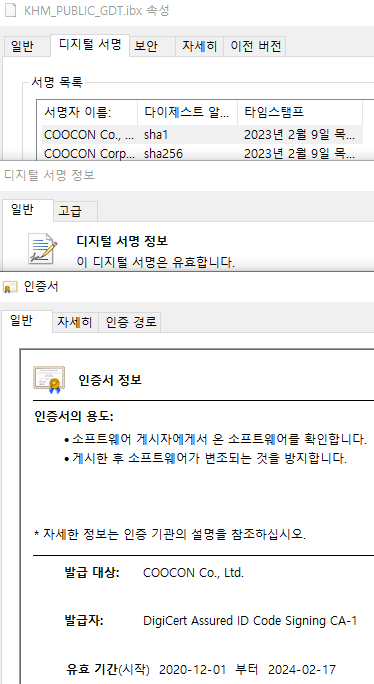 KHM_PUBLIC_GDT.ibx 속성
일반 디지털 서명 보안 자세히 이전 버전
서명 목록
서명자 이름: 다이제스트 알... 타임스탬프
COOCON Co., ... sha1 2023년 2월 9일 목...
COOCON Corp... sha256 2023년 2월 9일 목...
디지털 서명 정보
일반 고급
디지털 서명 정보
이 디지털 서명은 유효합니다.
인증서
일반 자세히 인증 경로
인증서 정보
인증서의 용도:
• 소프트웨어 게시자에게서 온 소프트웨어를 확인합니다.
• 게시한 후 소프트웨어가 변조되는 것을 방지합니다.
* 자세한 정보는 인증 기관의 설명을 참조하십시오.
발급 대상: COOCON Co., Ltd.
발급자: DigiCert Assured ID Code Signing CA-1
유효 기간(시작) 2020-12-01 부터 2024-02-17